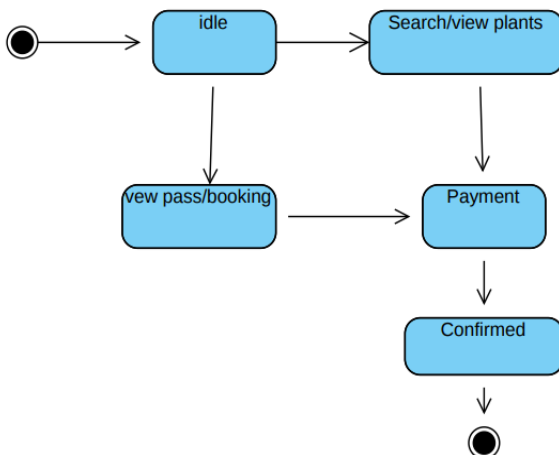 idle
Search/view plants
vew pass/booking
Payment
Confirmed